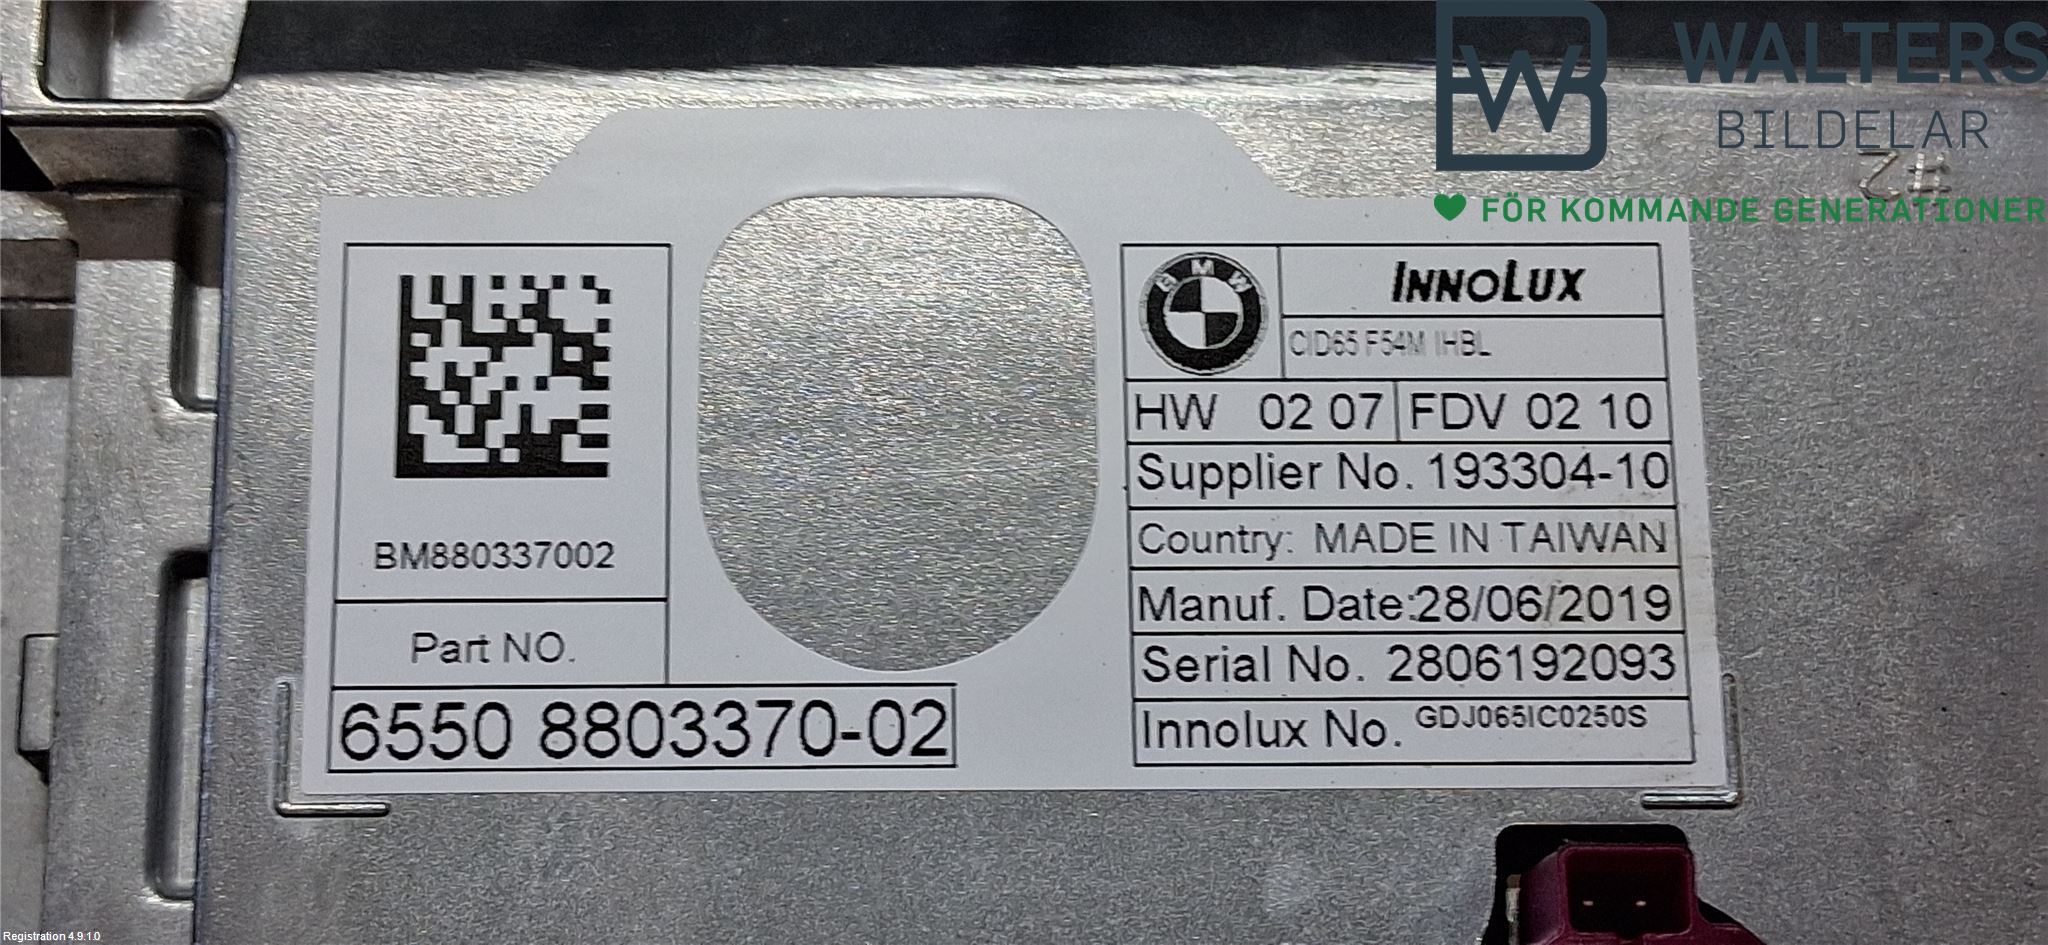 WALTERS
BILDELAR
FÖR KOMMANDE GENERATIONER
#2
BM880337002
Part NO.
6550 8803370-02
BMW
INNOLUX
CID65 F54M IHBL
HW 02 07 FDV 02 10
Supplier No. 193304-10
Country: MADE IN TAIWAN
Manuf. Date:28/06/2019
Serial No. 2806192093
Innolux No. GDJ065IC0250S
Registration 4.9.1.0